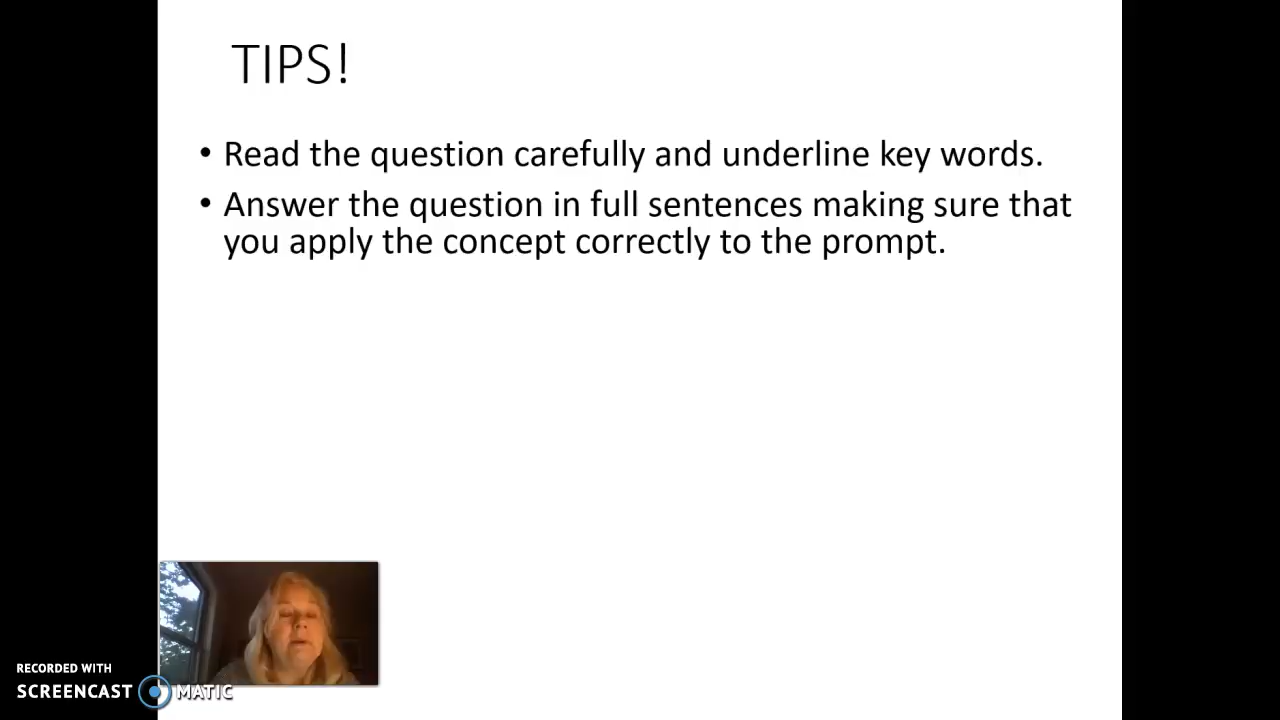 TIPS!
• Read the question carefully and underline key words.
• Answer the question in full sentences making sure that
you apply the concept correctly to the prompt.
RECORDED WITH
SCREENCAST MATIC